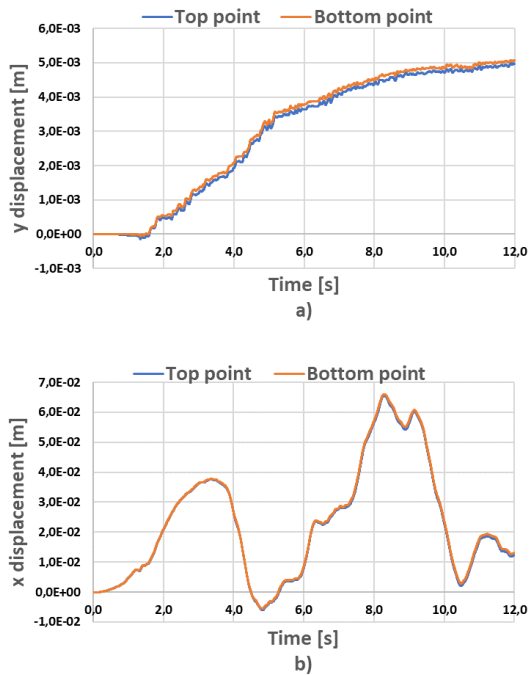 Top point Bottom point
6,0E-03
5,0E-03
4,0E-03
3,0E-03
2,0E-03
1,0E-03
0,0E+00
-1,0E-03
y displacement [m]
0,0 2,0 4,0 6,0 8,0 10,0 12,0
Time [s]
a)
Top point Bottom point
7,0E-02
6,0E-02
5,0E-02
4,0E-02
3,0E-02
2,0E-02
1,0E-02
0,0E+00
-1,0E-02
x displacement [m]
0,0 2,0 4,0 6,0 8,0 10,0 12,0
Time [s]
b)